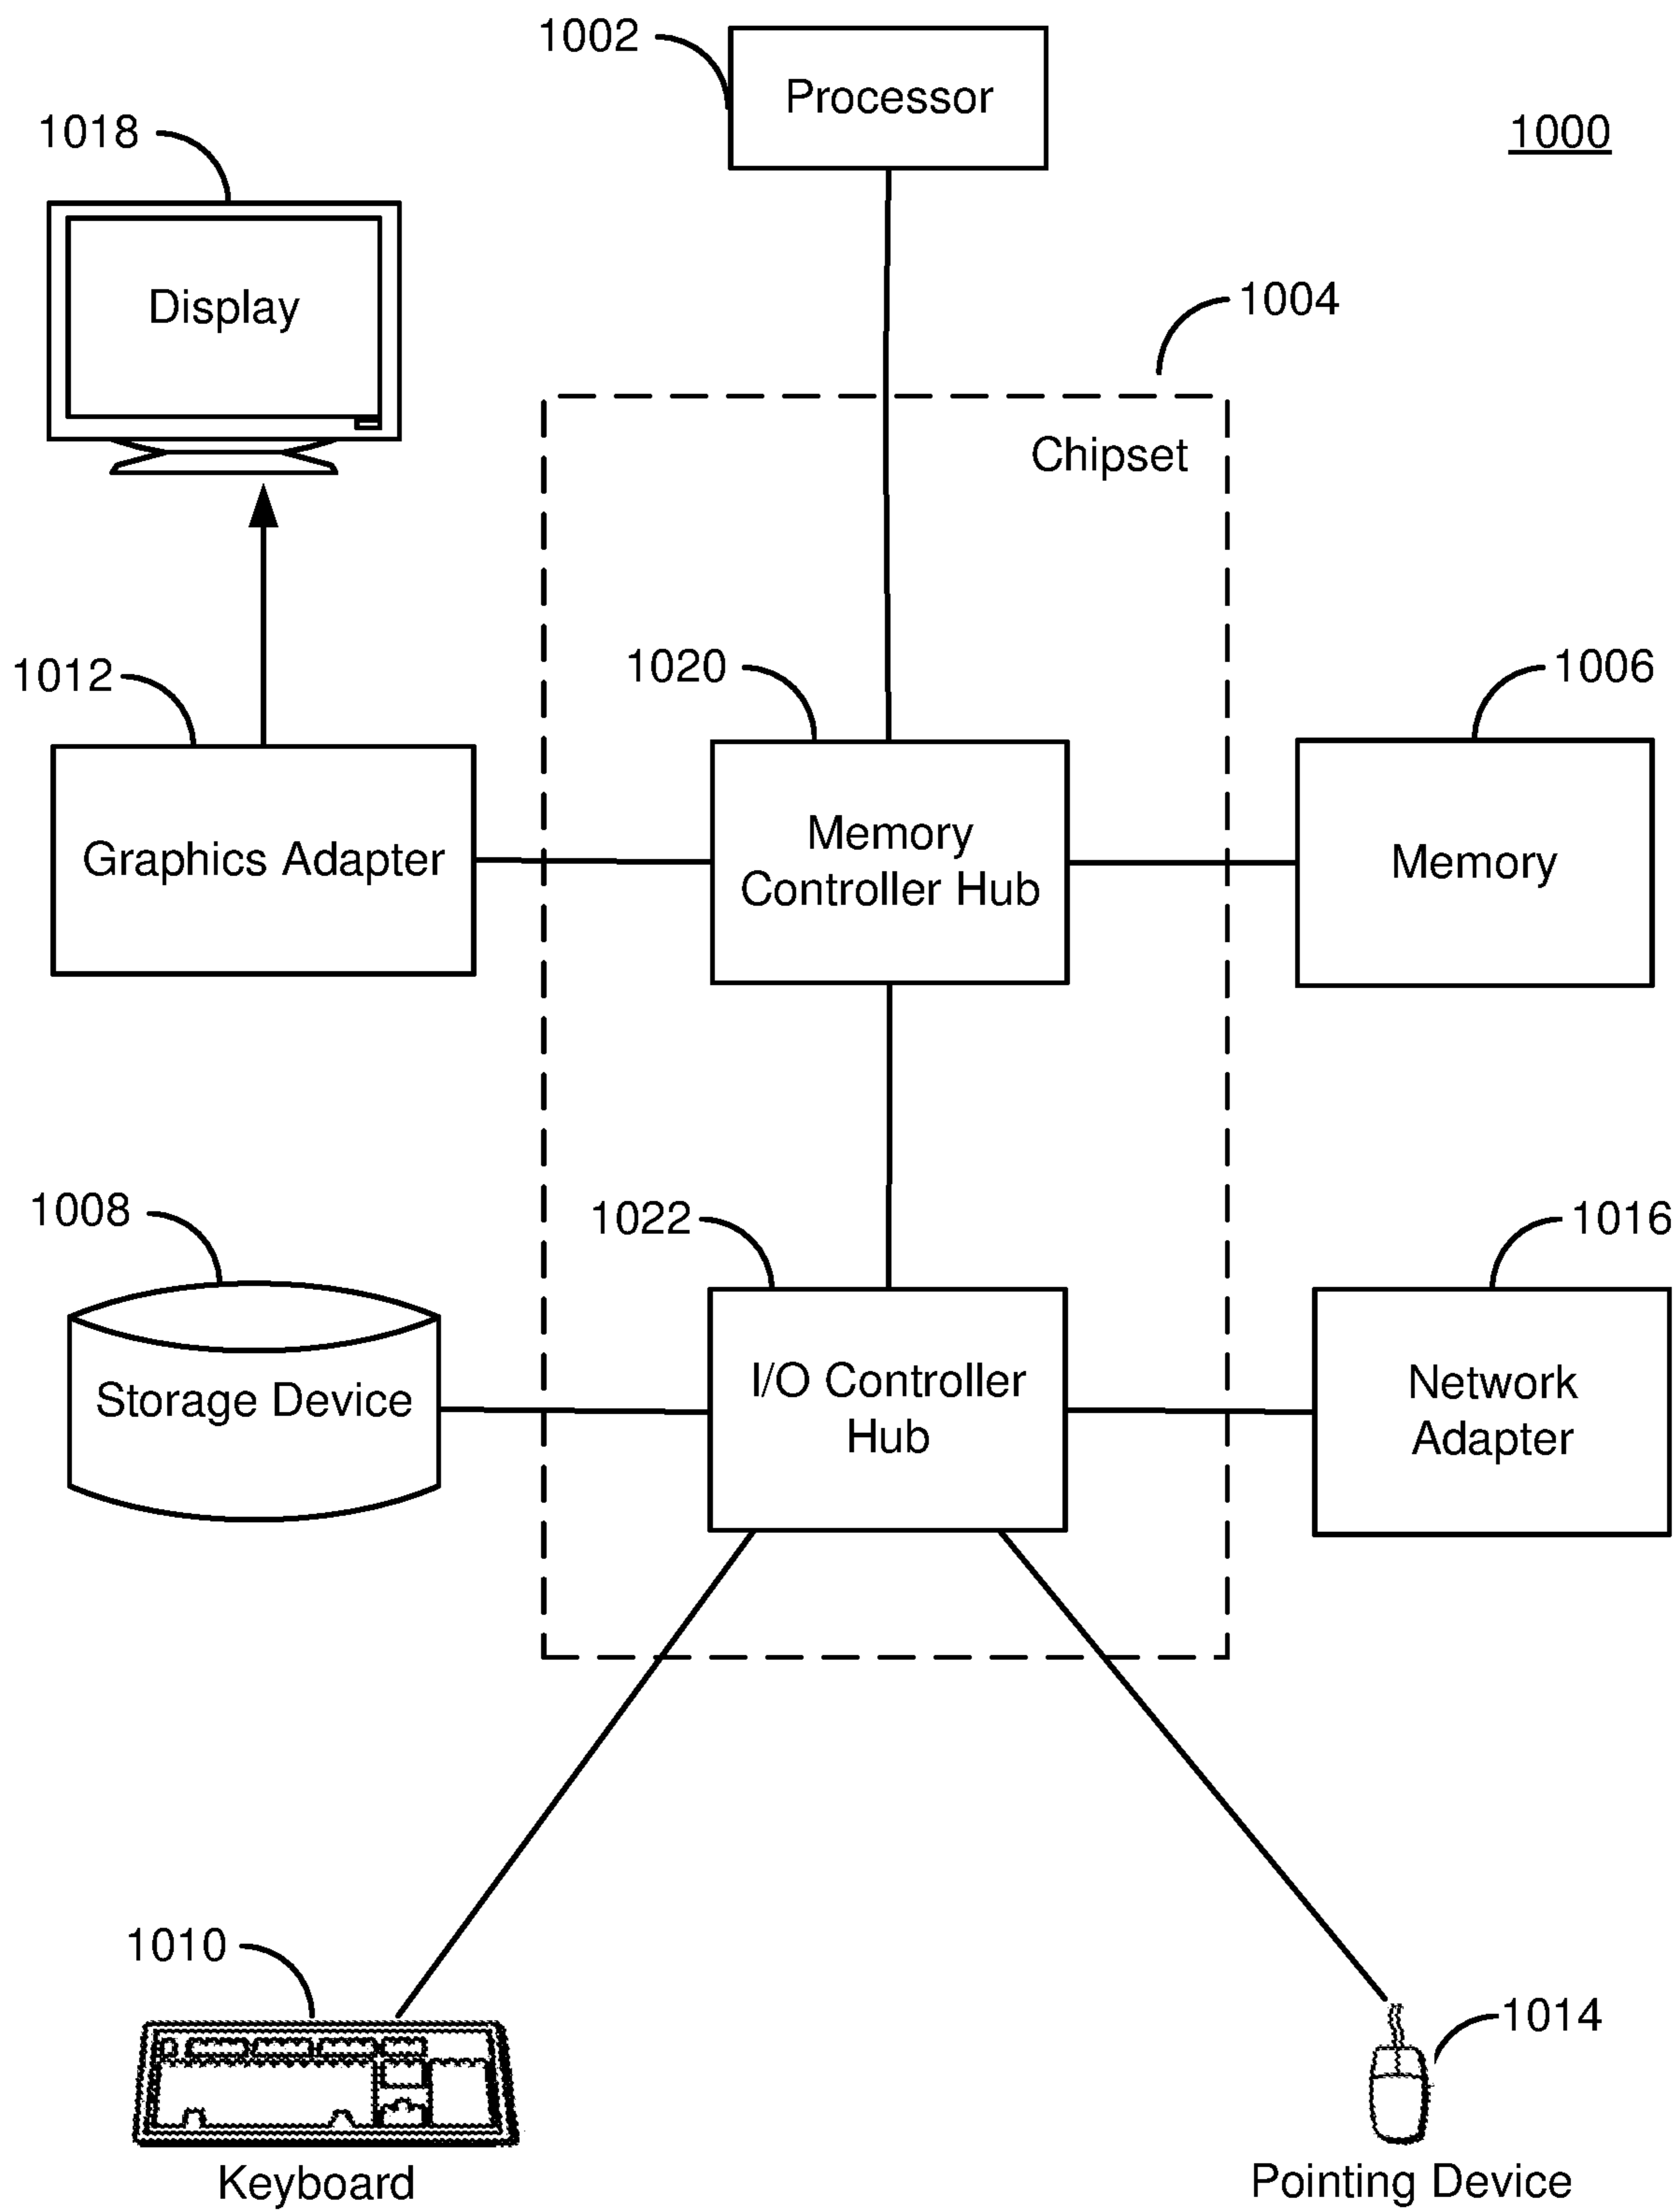 1002
Processor
1000
1018
Display
1004
Chipset
1012
Graphics Adapter
1020
Memory
Controller Hub
1006
Memory
1008
Storage Device
1022
I/O Controller
Hub
1016
Network
Adapter
1010
Keyboard
1014
Pointing Device